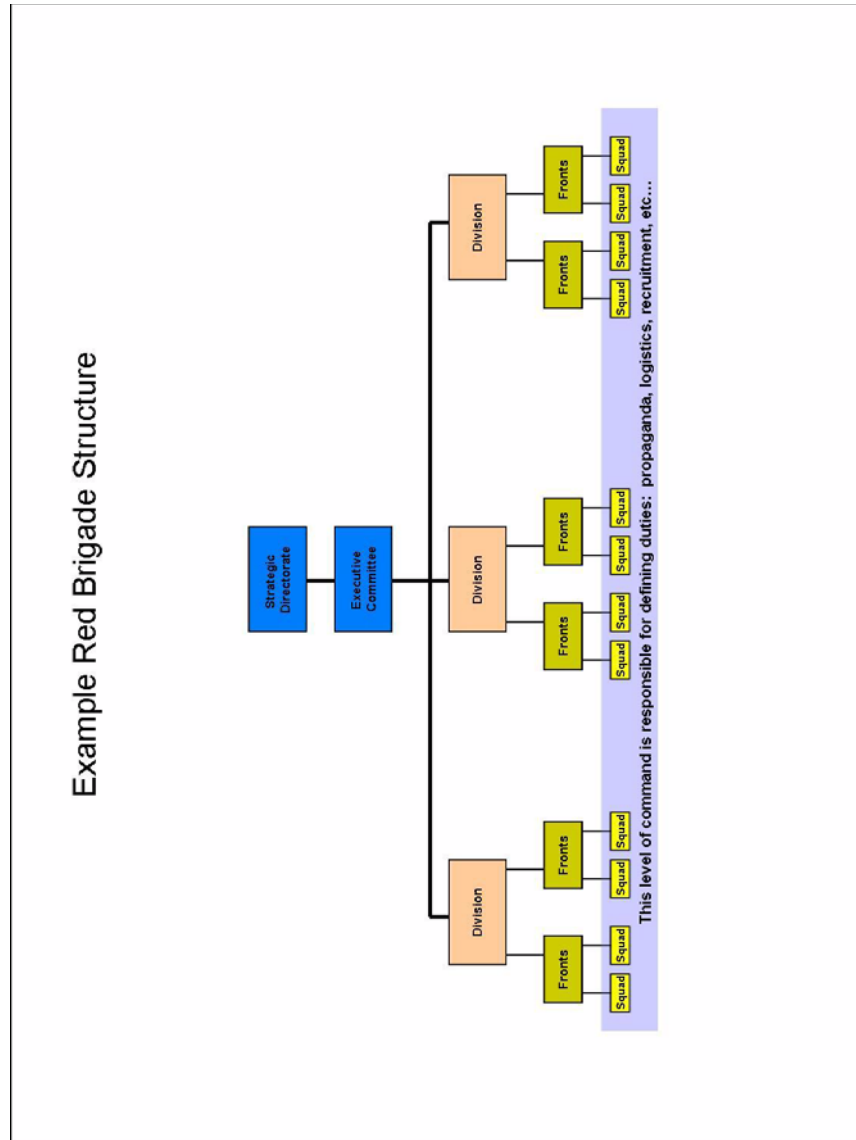 Example Red Brigade Structure
Strategic
Directorate
Executive
Committee
Division
Division
Division
Fronts
Fronts
Fronts
Fronts
Fronts
Fronts
Squad
Squad
Squad
Squad
Squad
Squad
Squad
Squad
Squad
Squad
Squad
Squad
This level of command is responsible for defining duties: propaganda, logistics, recruitment, etc...